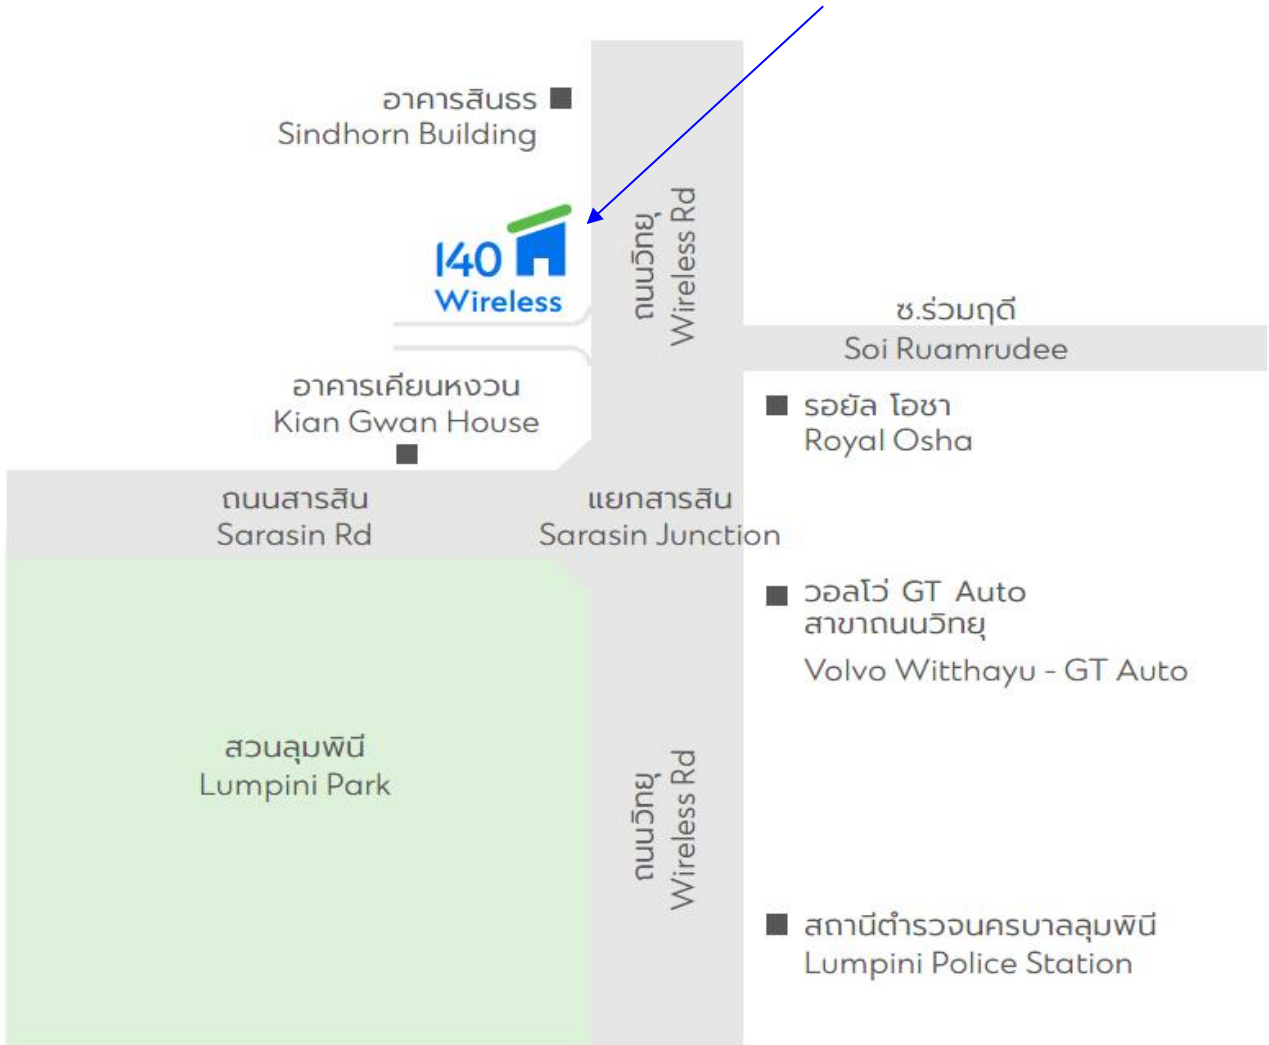 อาคารสินธร
Sindhorn Building
140
Wireless
ถนนวิทยุ
Wireless Rd
ซ.ร่วมฤดี
Soi Ruamrudee
อาคารเคียนหงวน
Kian Gwan House
รอยัล โอชา
Royal Osha
ถนนสารสิน
Sarasin Rd
แยกสารสิน
Sarasin Junction
วอลโว่ GT Auto
สาขาถนนวิทยุ
Volvo Witthayu - GT Auto
สวนลุมพินี
Lumpini Park
ถนนวิทยุ
Wireless Rd
สถานีตำรวจนครบาลลุมพินี
Lumpini Police Station